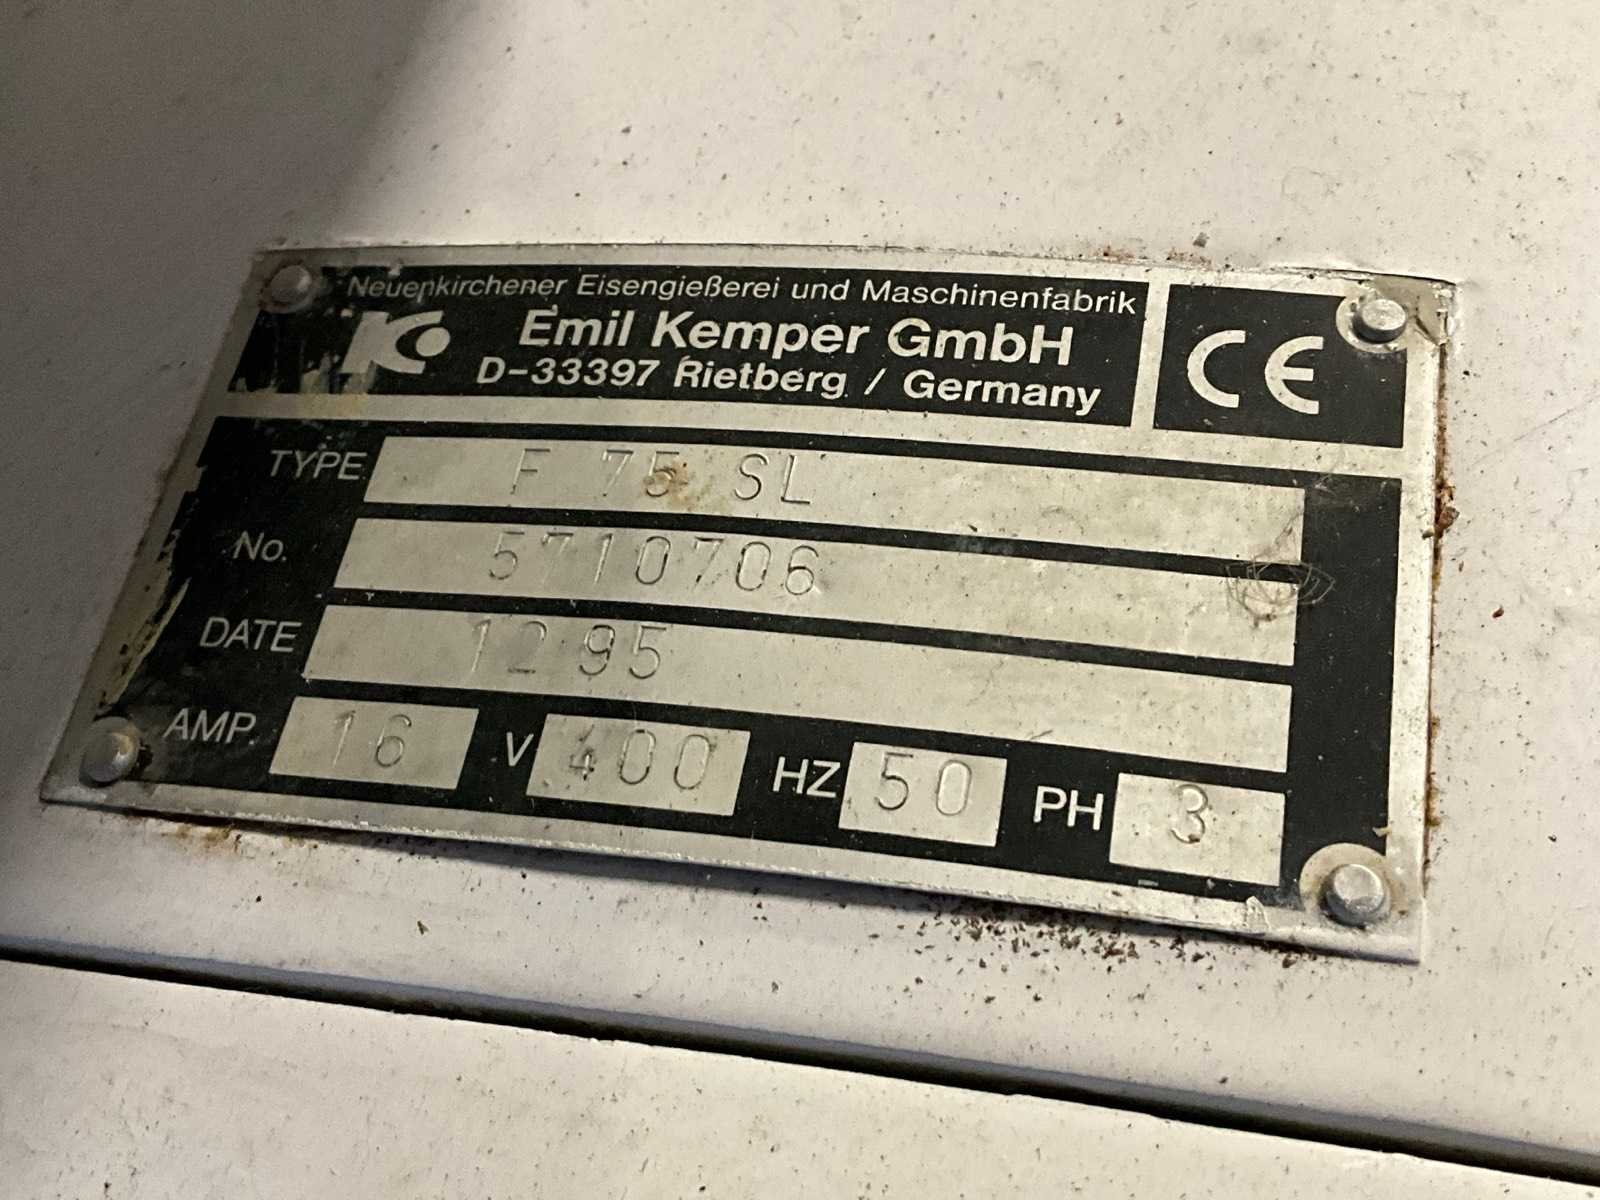 Neuenkirchener Eisengießerei und Maschinenfabrik
Emil Kemper GmbH
D-33397 Rietberg / Germany
CE
TYPE F 75 SL
No. 5710706
DATE 12 95
AMP. 16 V 400 HZ 50 PH 3